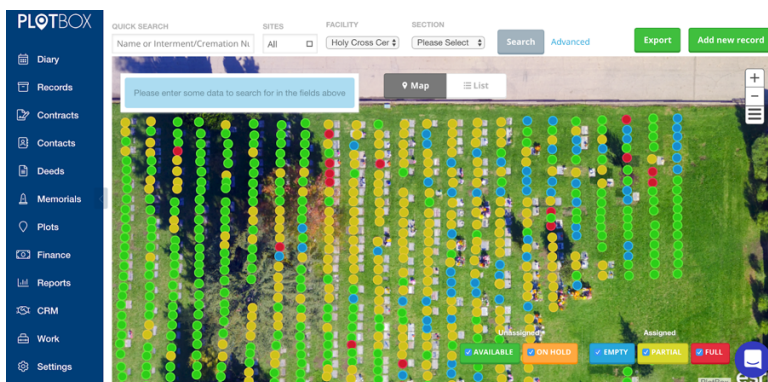 PLOTBOX
QUICK SEARCH
SITES
FACILITY
SECTION
Name or Interment/Cremation Nu
All
Holy Cross Cer
Please Select
Search
Advanced
Export
Add new record
Diary
Records
Contracts
Contacts
Deeds
Memorials
Plots
Finance
Reports
CRM
Work
Settings
Please enter some data to search for in the fields above
Map
List
+
−
Unassigned
Assigned
AVAILABLE
ON HOLD
EMPTY
PARTIAL
FULL